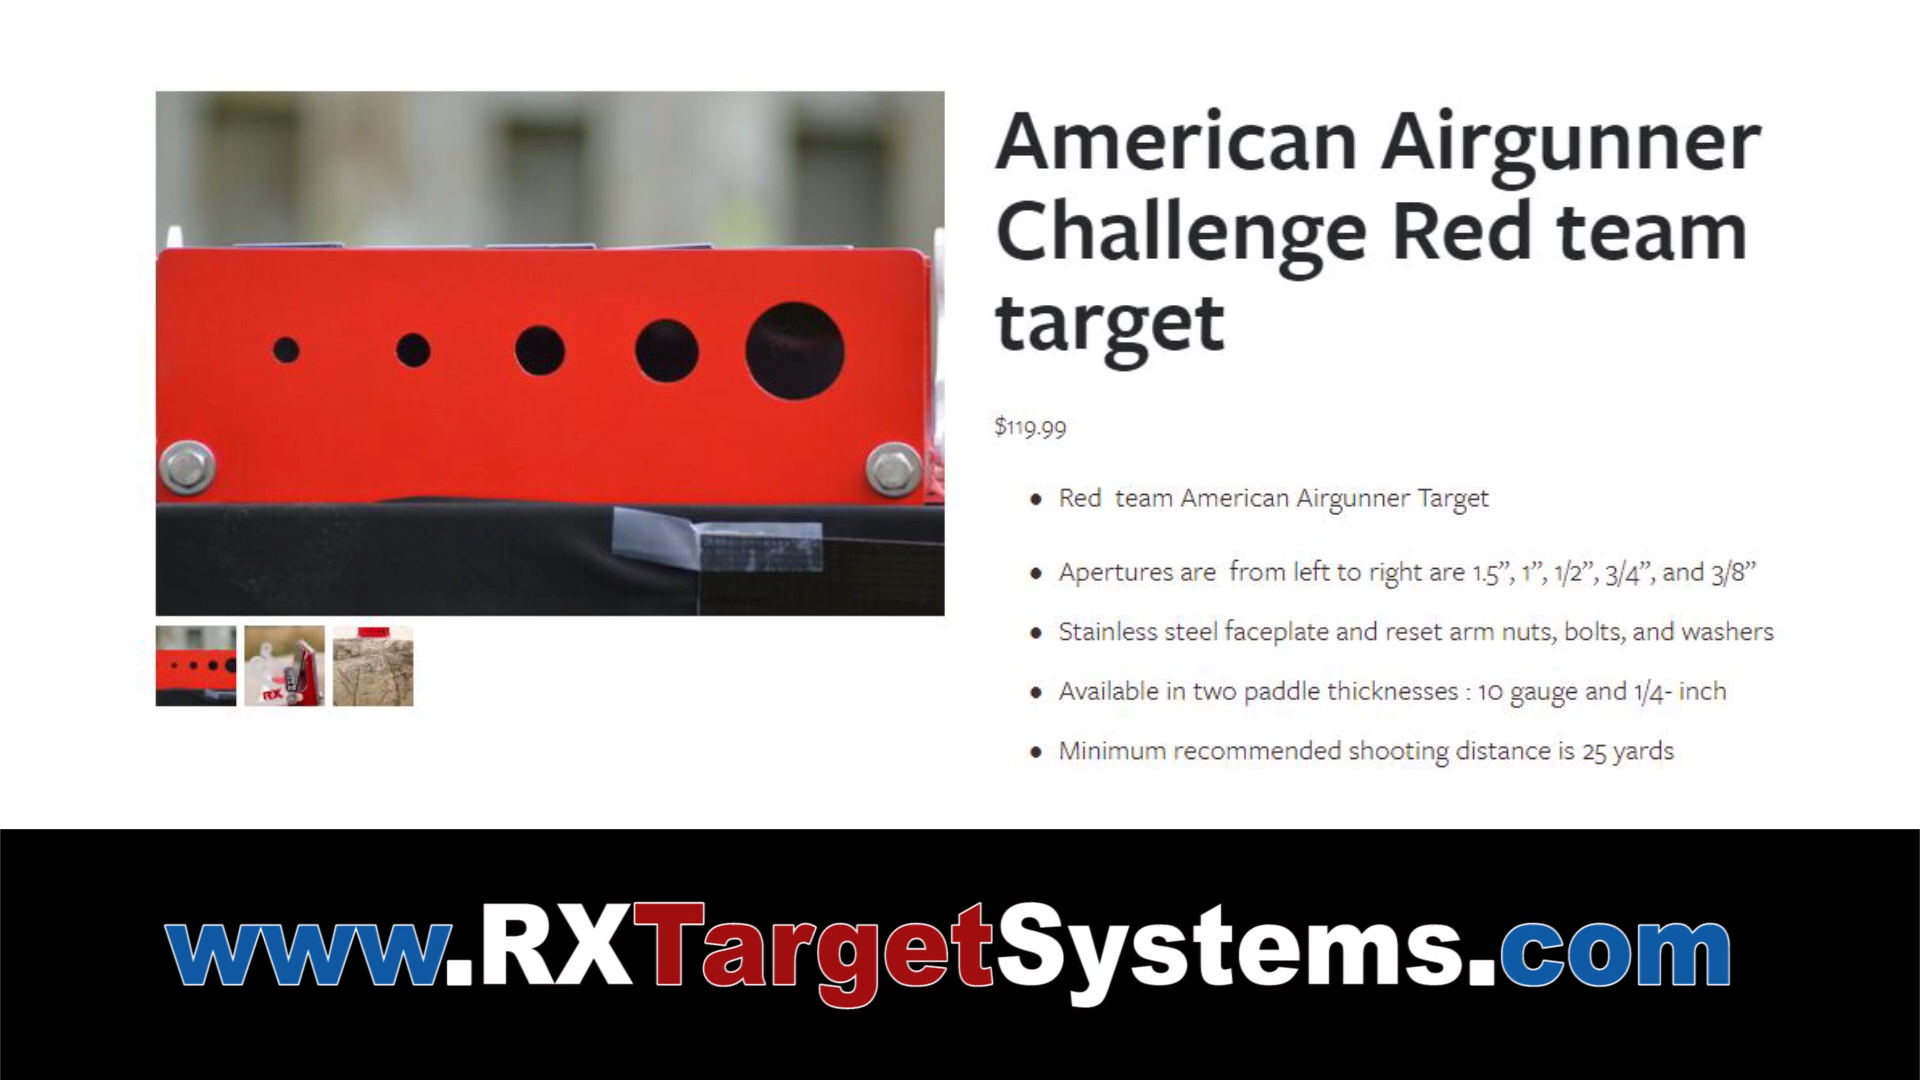 American Airgunner
Challenge Red team
target
$119.99
• Red  team American Airgunner Target
• Apertures are  from left to right are 1.5”, 1”, 1/2”, 3/4”, and 3/8”
• Stainless steel faceplate and reset arm nuts, bolts, and washers
• Available in two paddle thicknesses : 10 gauge and 1/4- inch
• Minimum recommended shooting distance is 25 yards
RX
www.RXTargetSystems.com